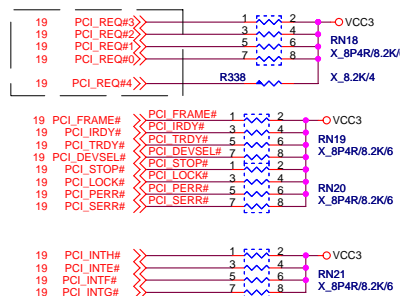 19 PCI_REQ#3 1 2 VCC3
19 PCI_REQ#2 3 4 RN18
19 PCI_REQ#1 5 6 X_8P4R/8.2K/
19 PCI_REQ#0 7 8
19 PCI_REQ#4 R338 X_8.2K/4
19 PCI_FRAME# PCI_FRAME# 1 2 VCC3
19 PCI_IRDY# PCI_IRDY# 3 4 RN19
19 PCI_TRDY# PCI_TRDY# 5 6 X_8P4R/8.2K/6
19 PCI_DEVSEL# PCI_DEVSEL# 7 8
19 PCI_STOP# PCI_STOP# 1 2
19 PCI_LOCK# PCI_LOCK# 3 4 RN20
19 PCI_PERR# PCI_PERR# 5 6 X_8P4R/8.2K/6
19 PCI_SERR# PCI_SERR# 7 8
19 PCI_INTH# 1 2 VCC3
19 PCI_INTE# 3 4 RN21
19 PCI_INTF# 5 6 X_8P4R/8.2K/6
19 PCI_INTG# 7 8